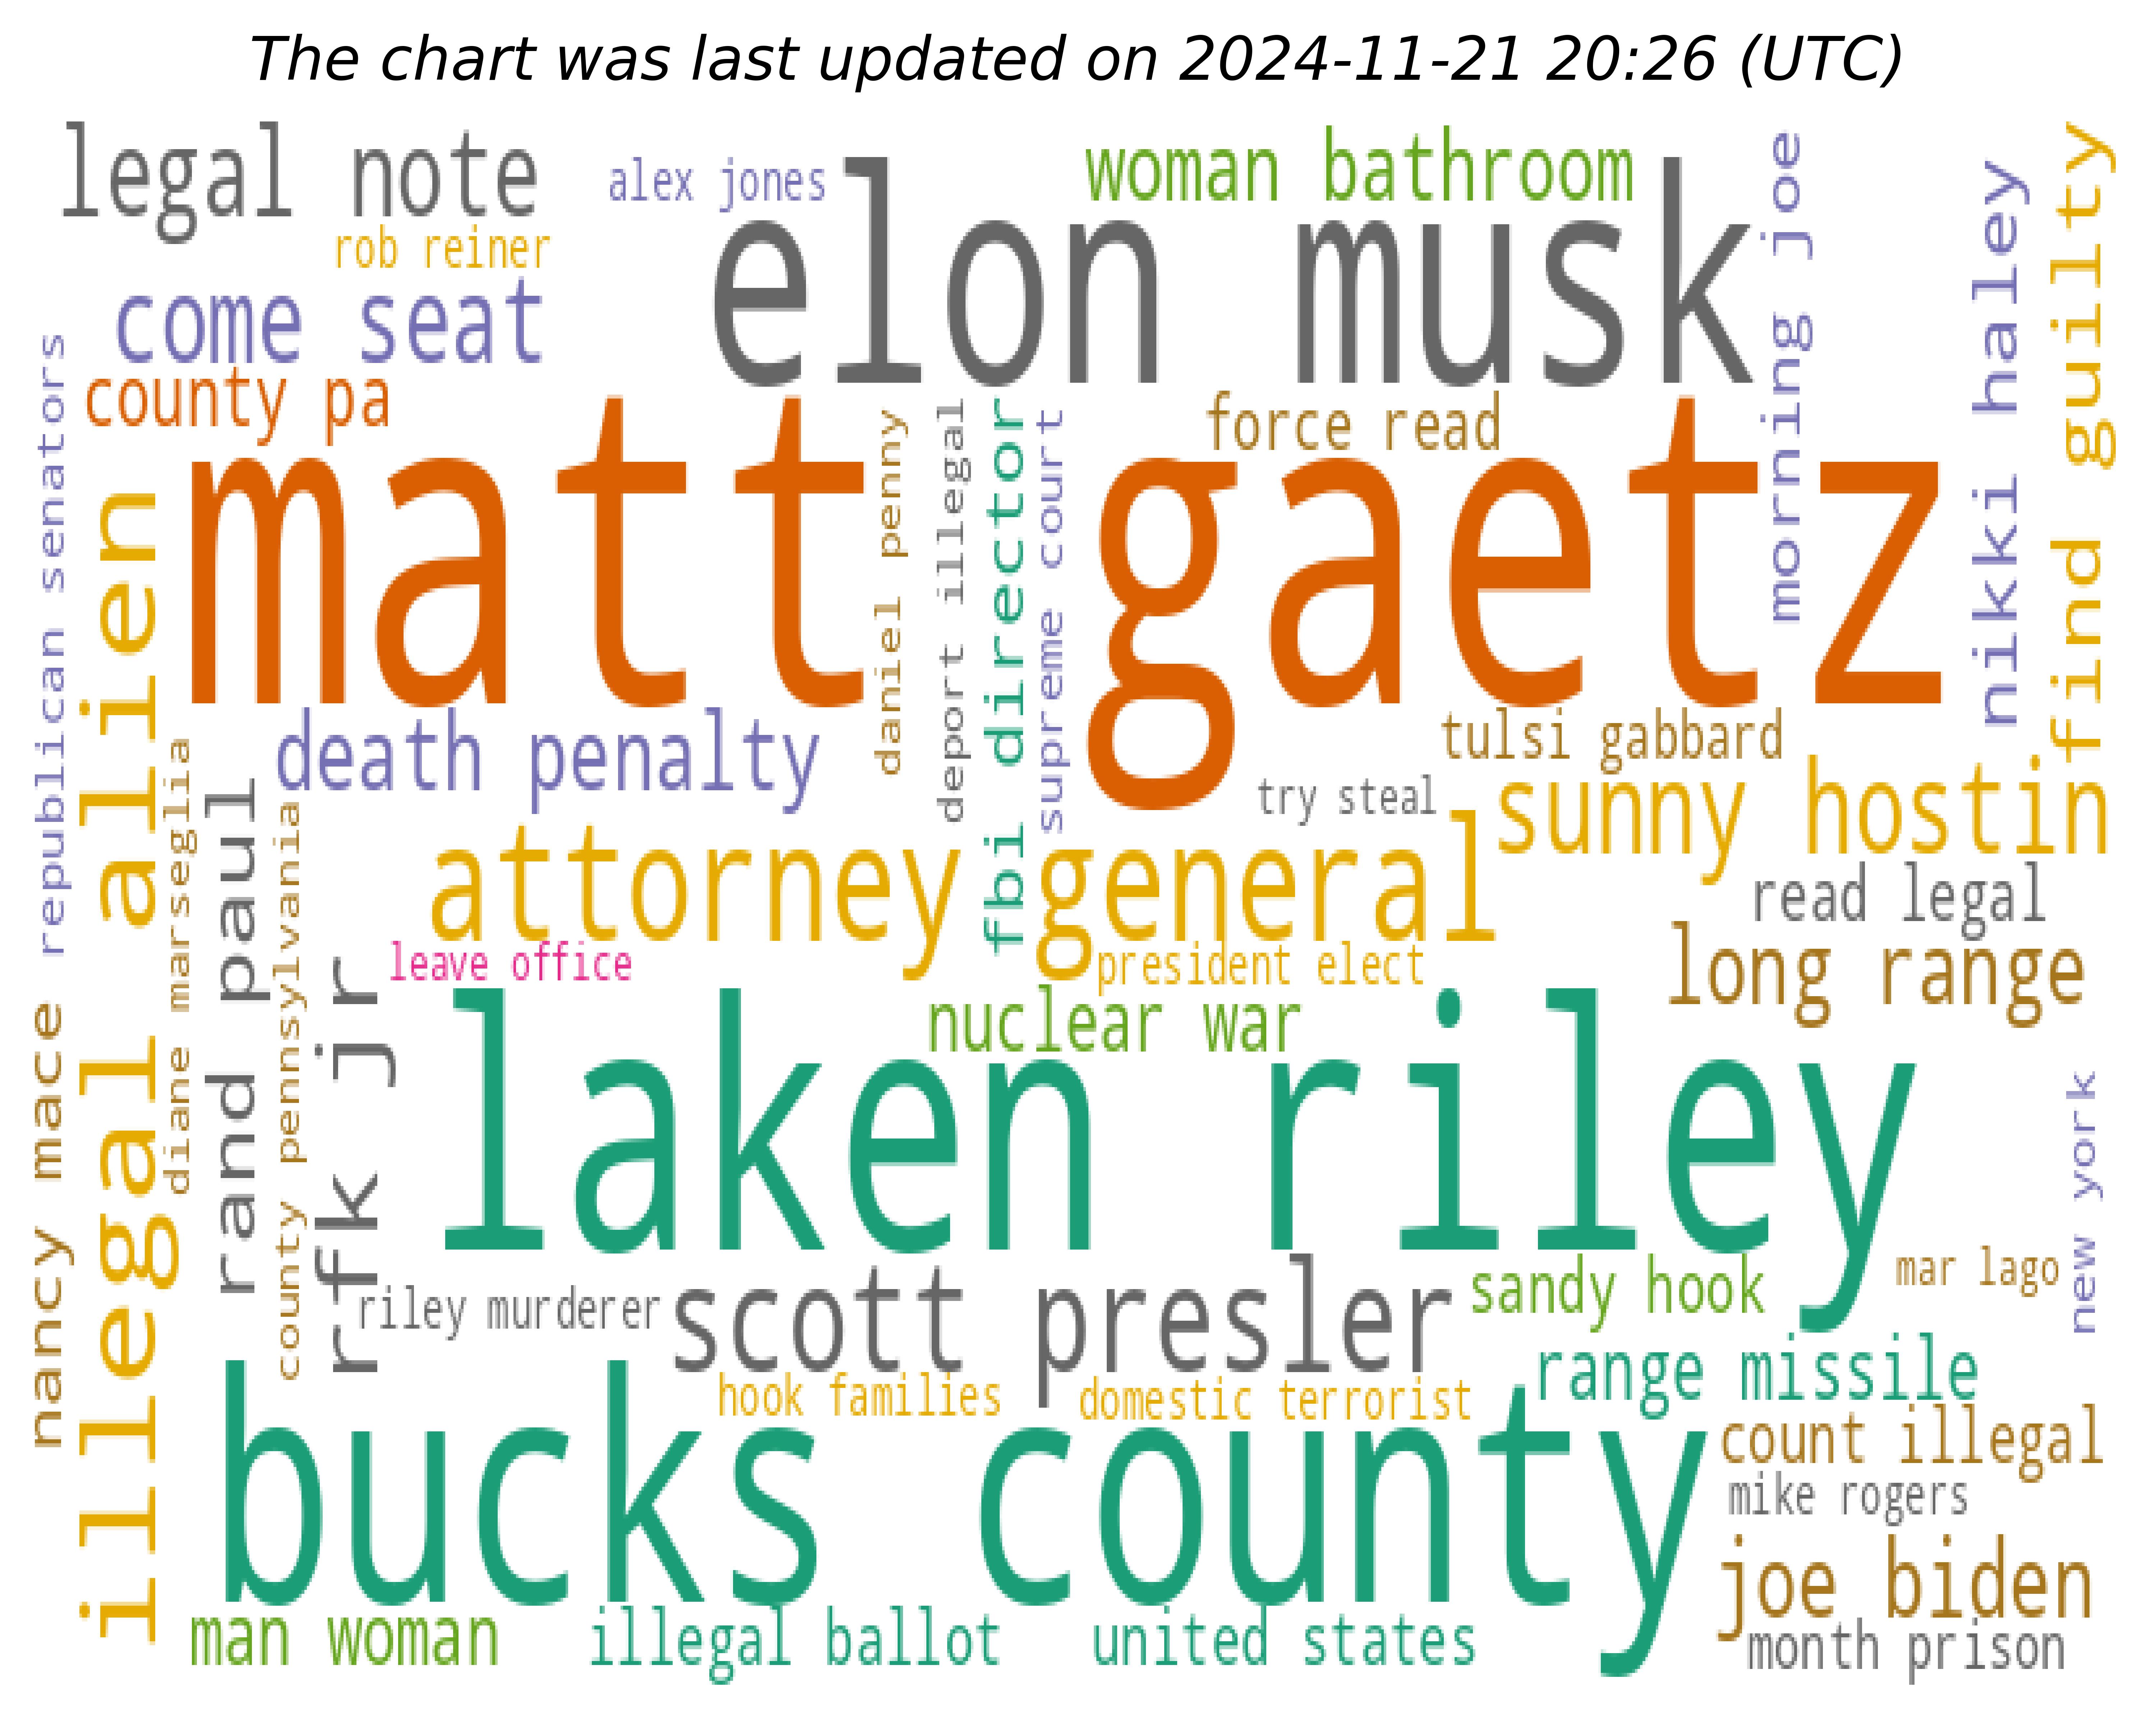 The chart was last updated on 2024-11-21 20:26 (UTC)
legal note
alex jones
woman bathroom
elon musk
rob reiner
come seat
county pa
morning joe
nikki haley
find guilty
republican senators
illegal alien
matt gaetz
force read
daniel penny
deport illegal
fbi director
supreme court
death penalty
tulsi gabbard
try steal
sunny hostin
attorney general
read legal
leave office
president elect
long range
nuclear war
nancy mace
diane marseglia
rand paul
county pennsylvania
rfk jr
laken riley
new york
mar lago
riley murderer
scott presler
sandy hook
range missile
hook families
domestic terrorist
bucks county
count illegal
mike rogers
joe biden
man woman
illegal ballot
united states
month prison